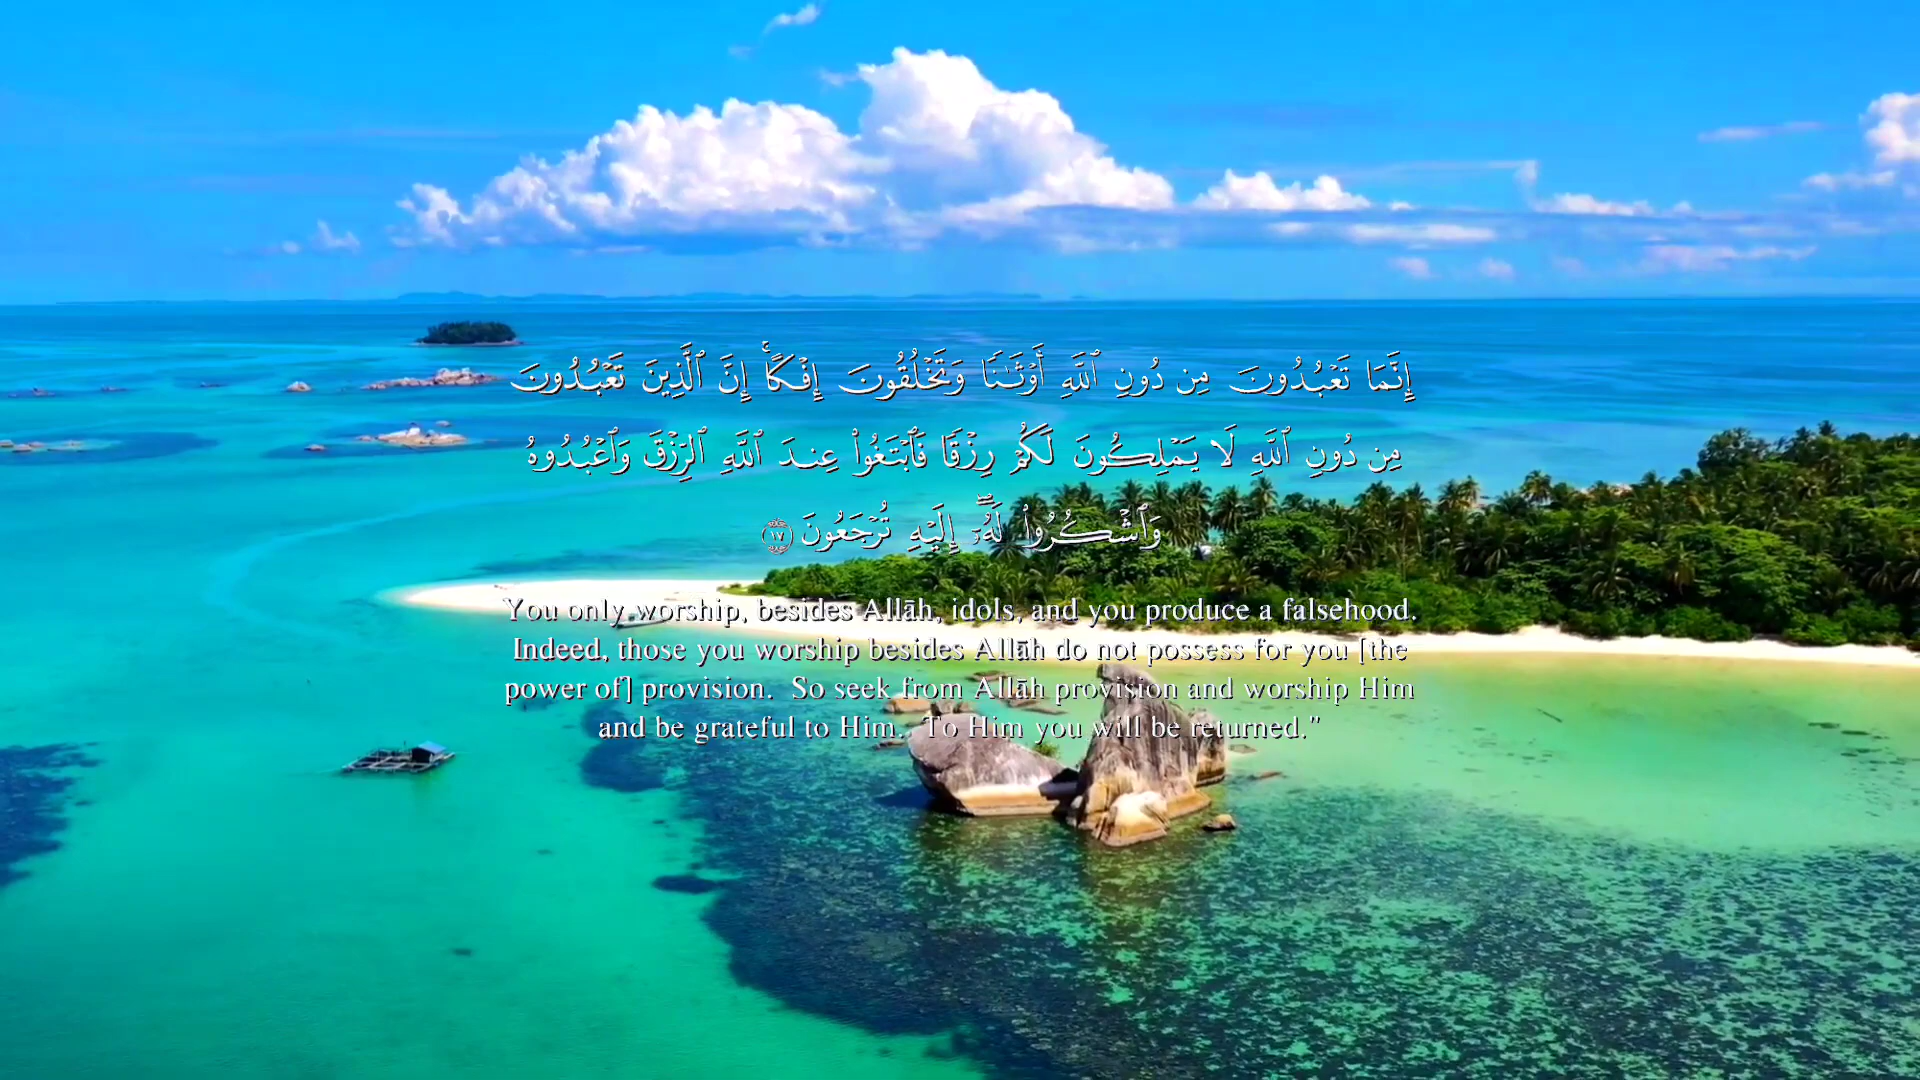 إِنَّمَا تَعْبُدُونَ مِن دُونِ ٱللَّهِ أَوْثَـٰنًا وَتَخْلُقُونَ إِفْكًا ۚ إِنَّ ٱلَّذِينَ تَعْبُدُونَ
مِن دُونِ ٱللَّهِ لَا يَمْلِكُونَ لَكُمْ رِزْقًا فَٱبْتَغُوا۟ عِندَ ٱللَّهِ ٱلرِّزْقَ وَٱعْبُدُوهُ
وَٱشْكُرُوا۟ لَهُۥٓ ۖ إِلَيْهِ تُرْجَعُونَ ١٧
You only worship, besides Allāh, idols, and you produce a falsehood.
Indeed, those you worship besides Allāh do not possess for you [the
power of] provision.  So seek from Allāh provision and worship Him
and be grateful to Him.  To Him you will be returned."